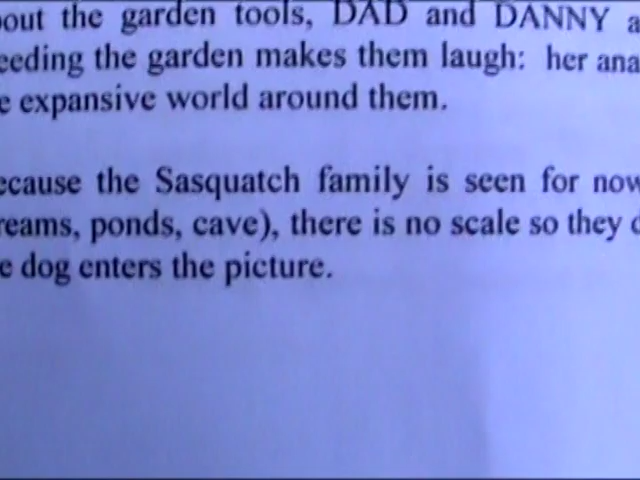 out the garden tools, DAD and DANNY a
eeding the garden makes them laugh: her ana
e expansive world around them.
ecause the Sasquatch family is seen for now
reams, ponds, cave), there is no scale so they d
e dog enters the picture.